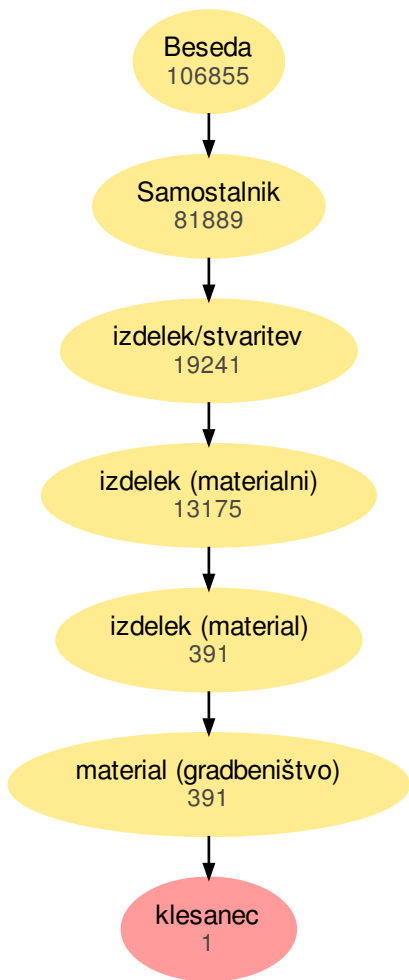 Beseda
106855
Samostalnik
81889
izdelek/stvaritev
19241
izdelek (materialni)
13175
izdelek (material)
391
material (gradbeništvo)
391
klesanec
1